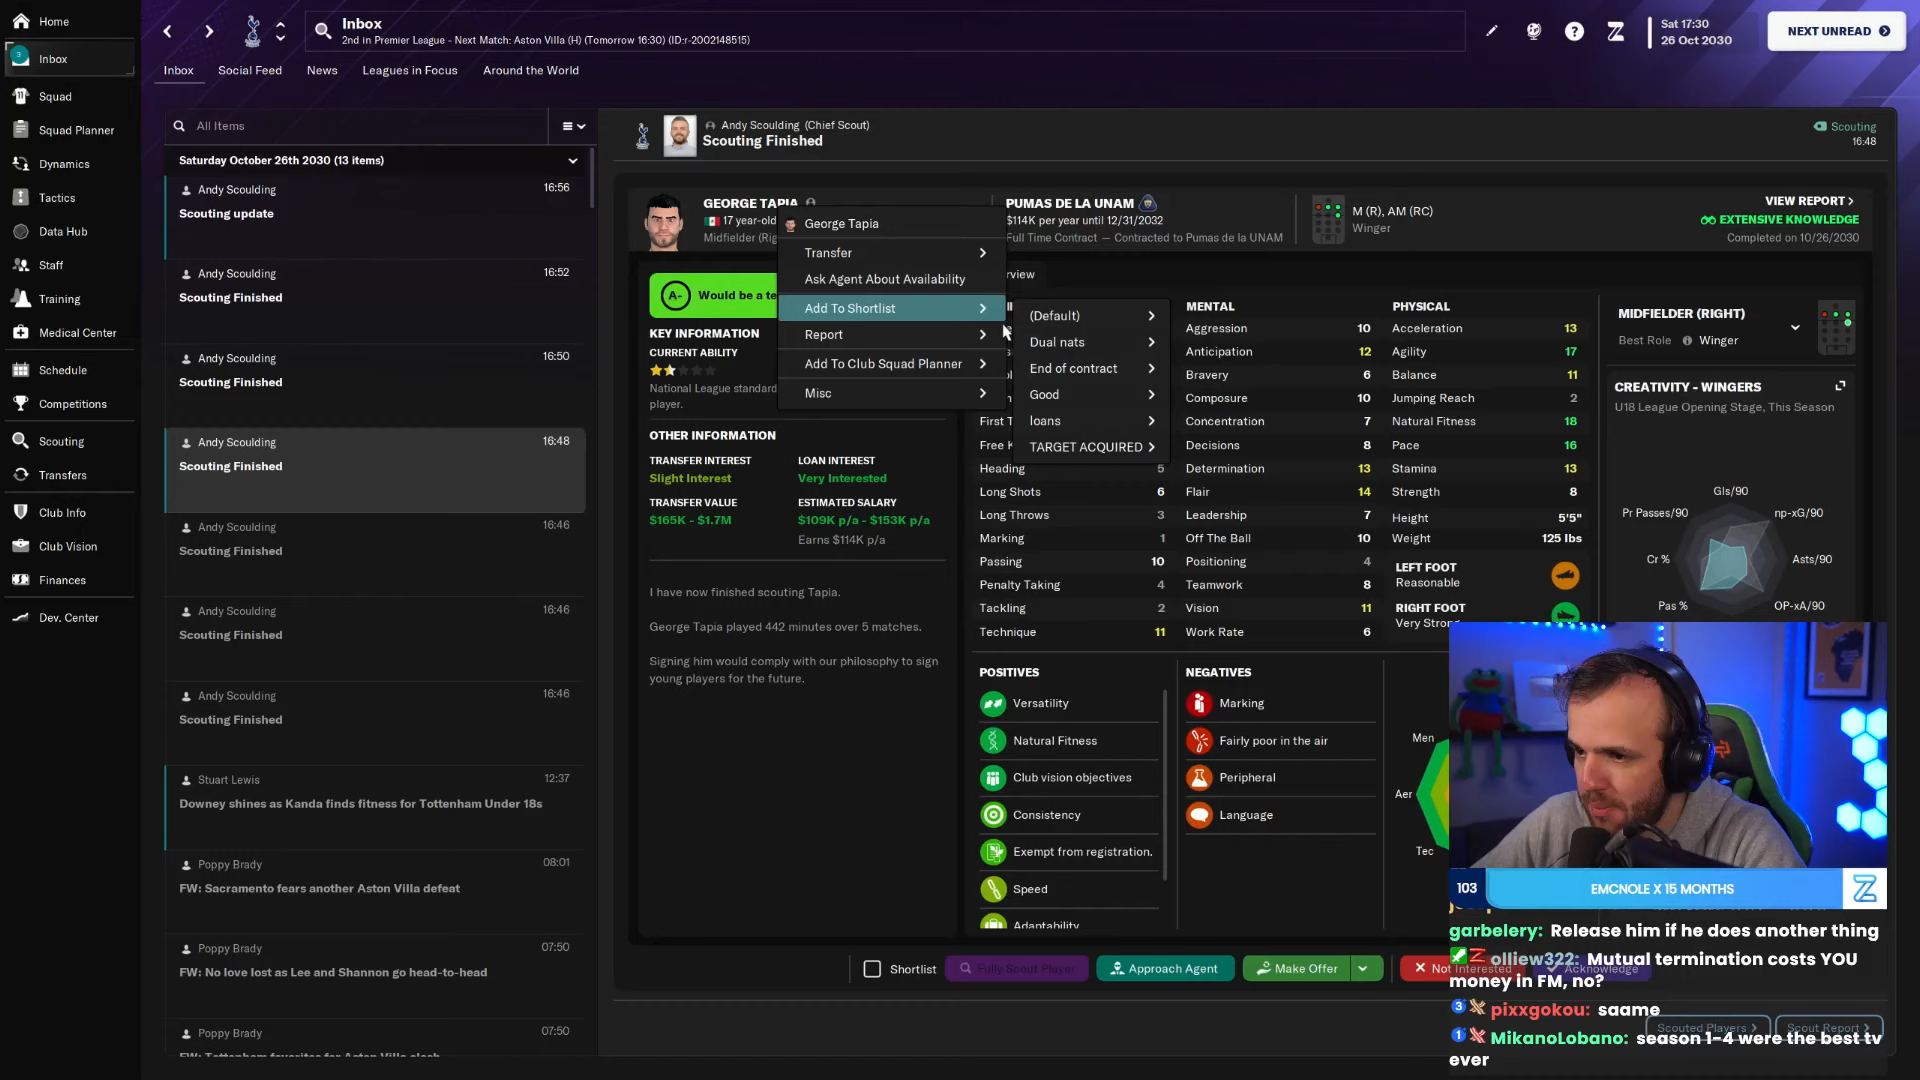 Home
3
Inbox
Squad
Squad Planner
Dynamics
Tactics
Data Hub
Staff
Training
Medical Center
Schedule
Competitions
Scouting
Transfers
Club Info
Club Vision
Finances
Dev. Center
Inbox
2nd in Premier League - Next Match: Aston Villa (H) (Tomorrow 16:30) (ID:r-2002148515)
Sat 17:30
26 Oct 2030
NEXT UNREAD
Inbox
Social Feed
News
Leagues in Focus
Around the World
All Items
Saturday October 26th 2030 (13 items)
Andy Scoulding 16:56
Scouting update
Andy Scoulding 16:52
Scouting Finished
Andy Scoulding 16:50
Scouting Finished
Andy Scoulding 16:48
Scouting Finished
Andy Scoulding 16:46
Scouting Finished
Andy Scoulding 16:46
Scouting Finished
Andy Scoulding 16:46
Scouting Finished
Stuart Lewis 12:37
Downey shines as Kanda finds fitness for Tottenham Under 18s
Poppy Brady 08:01
FW: Sacramento fears another Aston Villa defeat
Poppy Brady 07:50
FW: No love lost as Lee and Shannon go head-to-head
Poppy Brady 07:50
Andy Scoulding (Chief Scout)
Scouting Finished
Scouting
16:48
GEORGE TAPIA
17 year-old
Midfielder (Rig
PUMAS DE LA UNAM
$114K per year until 12/31/2032
Full Time Contract – Contracted to Pumas de la UNAM
M (R), AM (RC)
Winger
VIEW REPORT >
EXTENSIVE KNOWLEDGE
Completed on 10/26/2030
George Tapia
Transfer
Ask Agent About Availability
Add To Shortlist
Report
Add To Club Squad Planner
Misc
(Default)
Dual nats
End of contract
Good
loans
TARGET ACQUIRED
A- Would be a te
KEY INFORMATION
CURRENT ABILITY
National League standard
player.
OTHER INFORMATION
TRANSFER INTEREST
Slight Interest
LOAN INTEREST
Very Interested
TRANSFER VALUE
$165K - $1.7M
ESTIMATED SALARY
$109K p/a - $153K p/a
Earns $114K p/a
I have now finished scouting Tapia.
George Tapia played 442 minutes over 5 matches.
Signing him would comply with our philosophy to sign
young players for the future.
rview
First T
Free K
Heading 5
Long Shots 6
Long Throws 3
Marking 1
Passing 10
Penalty Taking 4
Tackling 2
Technique 11
MENTAL
Aggression 10
Anticipation 12
Bravery 6
Composure 10
Concentration 7
Decisions 8
Determination 13
Flair 14
Leadership 7
Off The Ball 10
Positioning 4
Teamwork 8
Vision 11
Work Rate 6
PHYSICAL
Acceleration 13
Agility 17
Balance 11
Jumping Reach 2
Natural Fitness 18
Pace 16
Stamina 13
Strength 8
Height 5'5"
Weight 125 lbs
LEFT FOOT
Reasonable
RIGHT FOOT
Very Strong
MIDFIELDER (RIGHT)
Best Role Winger
CREATIVITY - WINGERS
U18 League Opening Stage, This Season
Gls/90
np-xG/90
Asts/90
OP-xA/90
Pas %
Cr %
Pr Passes/90
POSITIVES
Versatility
Natural Fitness
Club vision objectives
Consistency
Exempt from registration.
Speed
Adaptability
NEGATIVES
Marking
Fairly poor in the air
Peripheral
Language
Men
Aer
Tec
Shortlist
Fully Scout Player
Approach Agent
Make Offer
Not Interested
Acknowledge
Scouted Players >
Scout Report >
103
EMCNOLE X 15 MONTHS
Z
garbelery: Release him if he does another thing
olliew322: Mutual termination costs YOU
money in FM, no?
3 pixxgokou: saame
1 MikanoLobano: season 1-4 were the best tv
ever